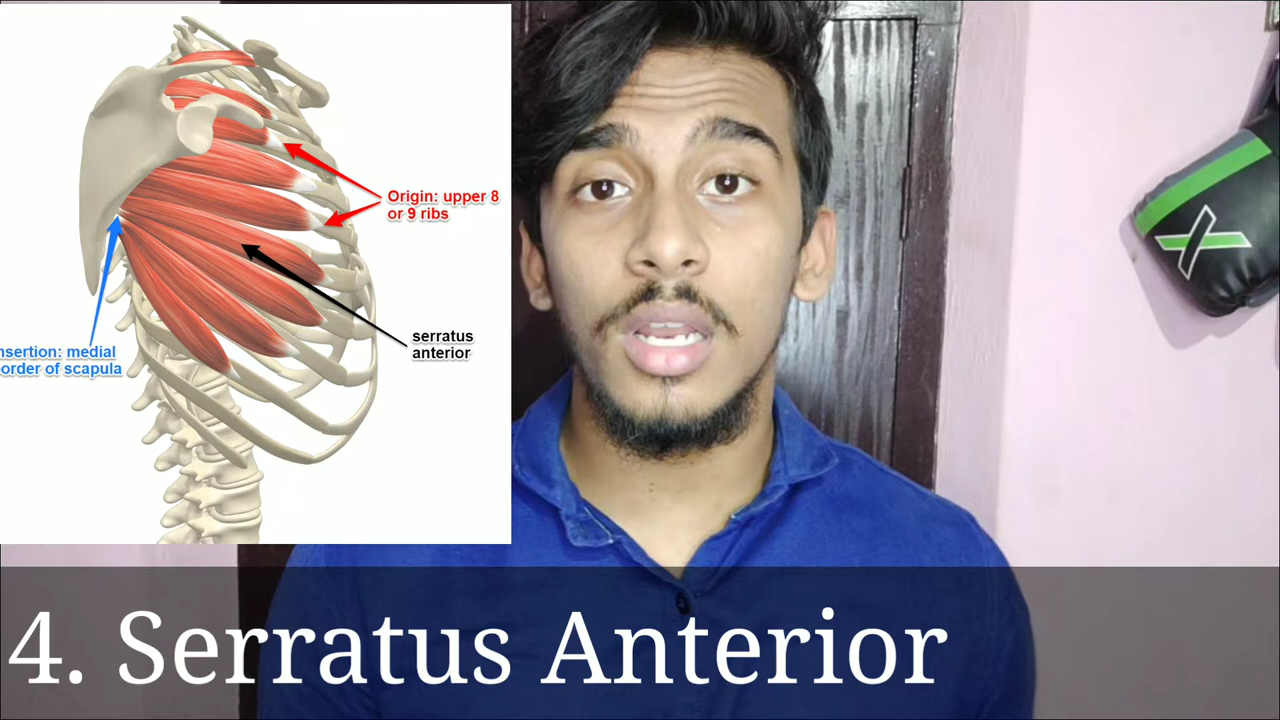 Origin: upper 8
or 9 ribs
serratus
anterior
nsertion: medial
order of scapula
4. Serratus Anterior